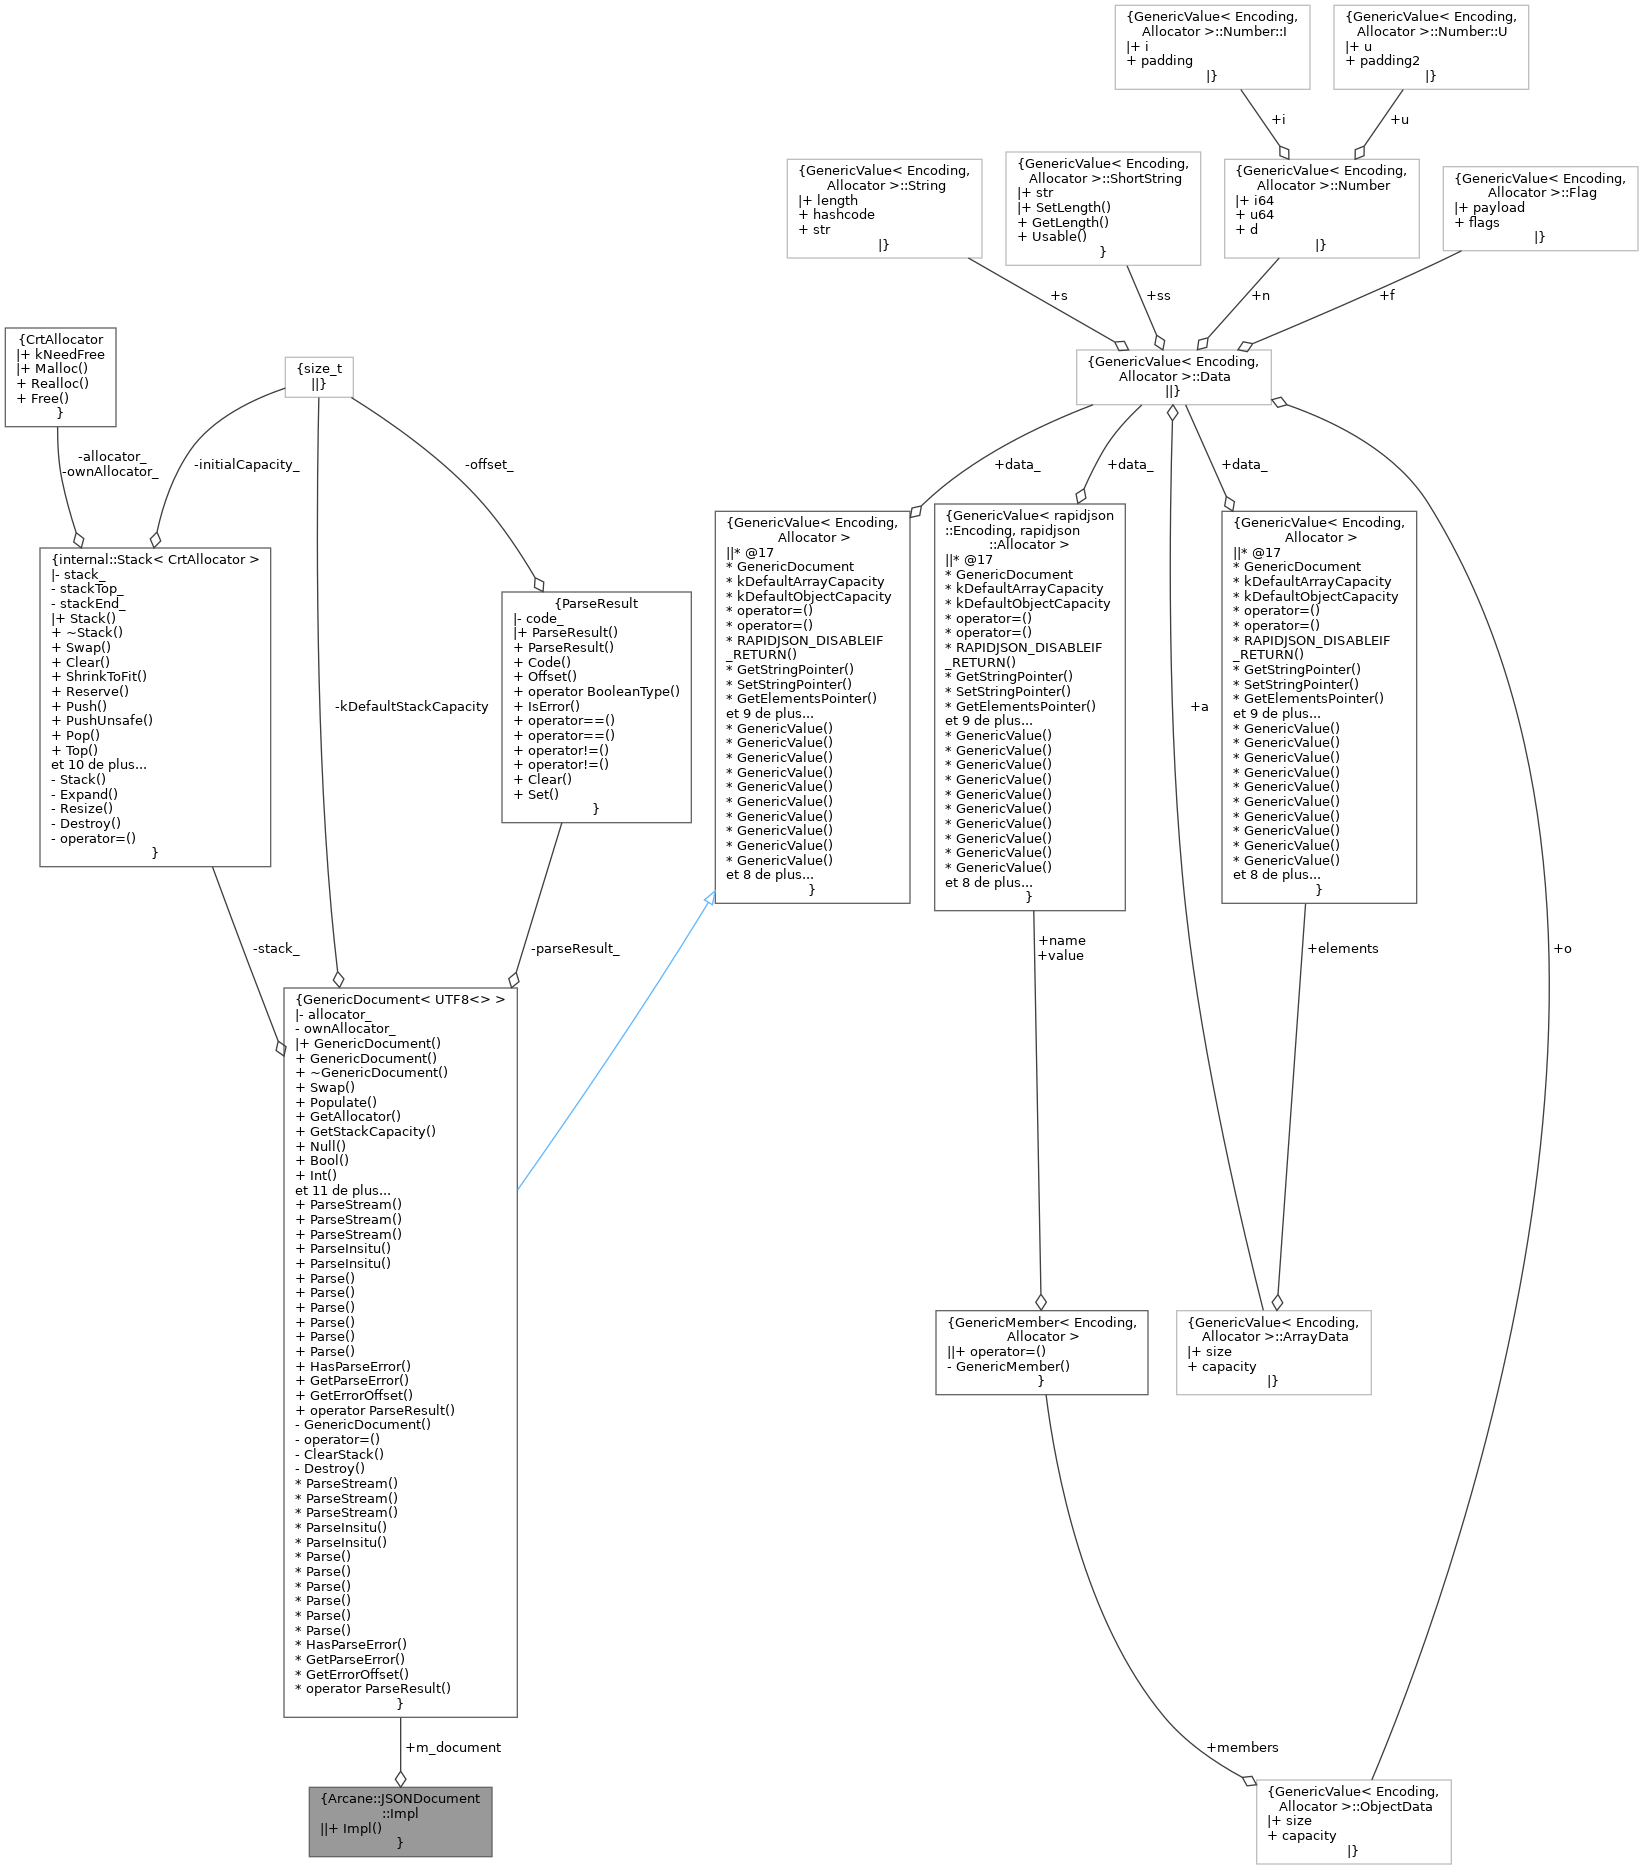 {GenericValue< Encoding,
Allocator >::Number::I
|+ i
+ padding
|}
{GenericValue< Encoding,
Allocator >::Number::U
|+ u
+ padding2
|}
+i
+u
{GenericValue< Encoding,
Allocator >::String
|+ length
+ hashcode
+ str
|}
{GenericValue< Encoding,
Allocator >::ShortString
|+ str
|+ SetLength()
+ GetLength()
+ Usable()
}
{GenericValue< Encoding,
Allocator >::Number
|+ i64
+ u64
+ d
|}
{GenericValue< Encoding,
Allocator >::Flag
|+ payload
+ flags
|}
+s
+ss
+n
+f
{CrtAllocator
|+ kNeedFree
|+ Malloc()
+ Realloc()
+ Free()
}
{size_t
||}
{GenericValue< Encoding,
Allocator >::Data
||}
-allocator_
-ownAllocator_
-initialCapacity_
-offset_
+data_
+data_
+data_
{internal::Stack< CrtAllocator >
|- stack_
- stackTop_
- stackEnd_
|+ Stack()
+ ~Stack()
+ Swap()
+ Clear()
+ ShrinkToFit()
+ Reserve()
+ Push()
+ PushUnsafe()
+ Pop()
+ Top()
et 10 de plus...
- Stack()
- Expand()
- Resize()
- Destroy()
- operator=()
}
-kDefaultStackCapacity
{ParseResult
|- code_
|+ ParseResult()
+ ParseResult()
+ Code()
+ Offset()
+ operator BooleanType()
+ IsError()
+ operator==()
+ operator==()
+ operator!=()
+ operator!=()
+ Clear()
+ Set()
}
{GenericValue< Encoding,
Allocator >
||* @17
* GenericDocument
* kDefaultArrayCapacity
* kDefaultObjectCapacity
* operator=()
* operator=()
* RAPIDJSON_DISABLEIF
_RETURN()
* GetStringPointer()
* SetStringPointer()
* GetElementsPointer()
et 9 de plus...
* GenericValue()
* GenericValue()
* GenericValue()
* GenericValue()
* GenericValue()
* GenericValue()
* GenericValue()
* GenericValue()
* GenericValue()
* GenericValue()
et 8 de plus...
}
{GenericValue< rapidjson
::Encoding, rapidjson
::Allocator >
||* @17
* GenericDocument
* kDefaultArrayCapacity
* kDefaultObjectCapacity
* operator=()
* operator=()
* RAPIDJSON_DISABLEIF
_RETURN()
* GetStringPointer()
* SetStringPointer()
* GetElementsPointer()
et 9 de plus...
* GenericValue()
* GenericValue()
* GenericValue()
* GenericValue()
* GenericValue()
* GenericValue()
* GenericValue()
* GenericValue()
* GenericValue()
* GenericValue()
et 8 de plus...
}
+a
{GenericValue< Encoding,
Allocator >
||* @17
* GenericDocument
* kDefaultArrayCapacity
* kDefaultObjectCapacity
* operator=()
* operator=()
* RAPIDJSON_DISABLEIF
_RETURN()
* GetStringPointer()
* SetStringPointer()
* GetElementsPointer()
et 9 de plus...
* GenericValue()
* GenericValue()
* GenericValue()
* GenericValue()
* GenericValue()
* GenericValue()
* GenericValue()
* GenericValue()
* GenericValue()
* GenericValue()
et 8 de plus...
}
-stack_
-parseResult_
+name
+value
+elements
+o
{GenericDocument< UTF8<> >
|- allocator_
- ownAllocator_
|+ GenericDocument()
+ GenericDocument()
+ ~GenericDocument()
+ Swap()
+ Populate()
+ GetAllocator()
+ GetStackCapacity()
+ Null()
+ Bool()
+ Int()
et 11 de plus...
+ ParseStream()
+ ParseStream()
+ ParseStream()
+ ParseInsitu()
+ ParseInsitu()
+ Parse()
+ Parse()
+ Parse()
+ Parse()
+ Parse()
+ Parse()
+ HasParseError()
+ GetParseError()
+ GetErrorOffset()
+ operator ParseResult()
- GenericDocument()
- operator=()
- ClearStack()
- Destroy()
* ParseStream()
* ParseStream()
* ParseStream()
* ParseInsitu()
* ParseInsitu()
* Parse()
* Parse()
* Parse()
* Parse()
* Parse()
* Parse()
* HasParseError()
* GetParseError()
* GetErrorOffset()
* operator ParseResult()
}
{GenericMember< Encoding,
Allocator >
||+ operator=()
- GenericMember()
}
{GenericValue< Encoding,
Allocator >::ArrayData
|+ size
+ capacity
|}
+m_document
+members
{Arcane::JSONDocument
::Impl
||+ Impl()
}
{GenericValue< Encoding,
Allocator >::ObjectData
|+ size
+ capacity
|}